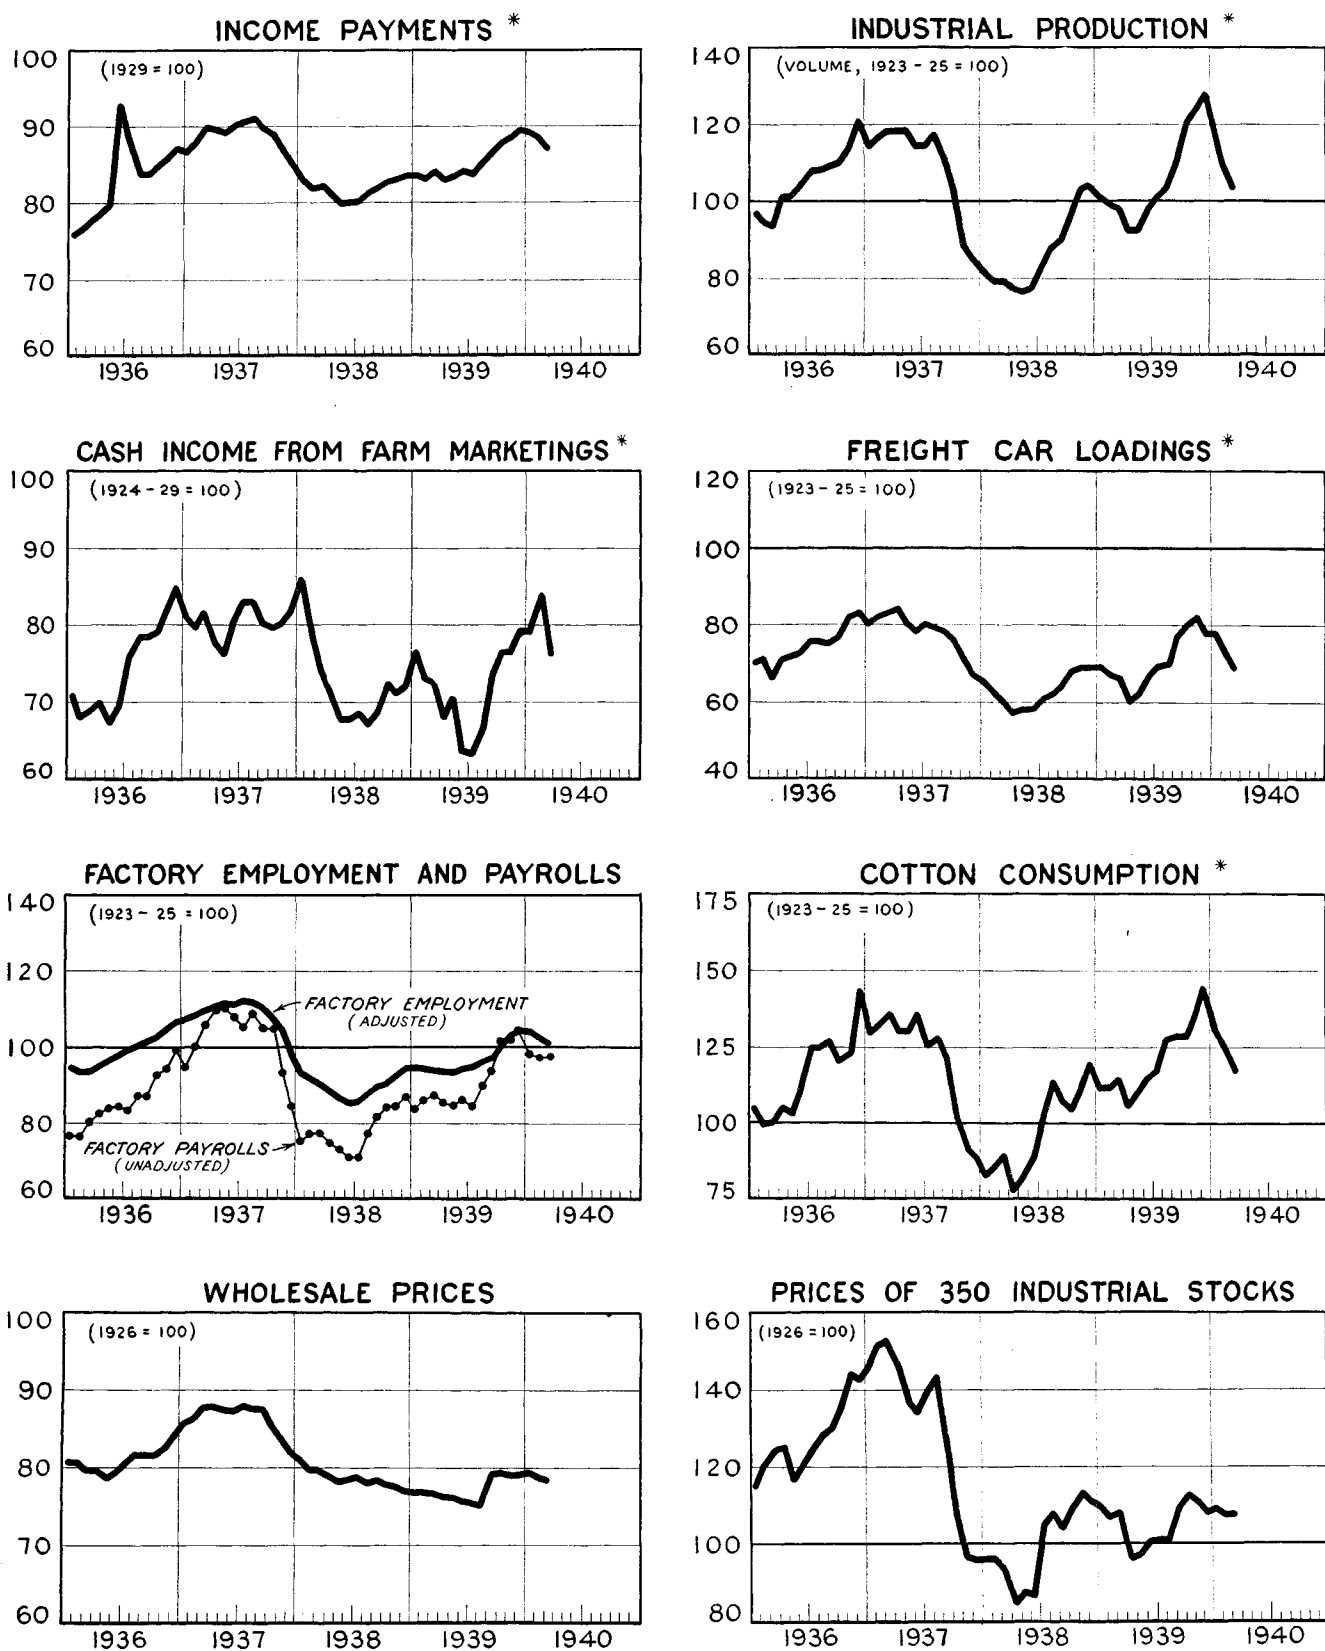 INCOME PAYMENTS *
(1929 = 100)
100
90
80
70
60
1936 1937 1938 1939 1940
INDUSTRIAL PRODUCTION *
(VOLUME, 1923 - 25 = 100)
140
120
100
80
60
1936 1937 1938 1939 1940
CASH INCOME FROM FARM MARKETINGS *
(1924 - 29 = 100)
100
90
80
70
60
1936 1937 1938 1939 1940
FREIGHT CAR LOADINGS *
(1923 - 25 = 100)
120
100
80
60
40
1936 1937 1938 1939 1940
FACTORY EMPLOYMENT AND PAYROLLS
(1923 - 25 = 100)
140
120
100
80
60
FACTORY EMPLOYMENT
(ADJUSTED)
FACTORY PAYROLLS
(UNADJUSTED)
1936 1937 1938 1939 1940
COTTON CONSUMPTION *
(1923 - 25 = 100)
175
150
125
100
75
1936 1937 1938 1939 1940
WHOLESALE PRICES
(1926 = 100)
100
90
80
70
60
1936 1937 1938 1939 1940
PRICES OF 350 INDUSTRIAL STOCKS
(1926 = 100)
160
140
120
100
80
1936 1937 1938 1939 1940